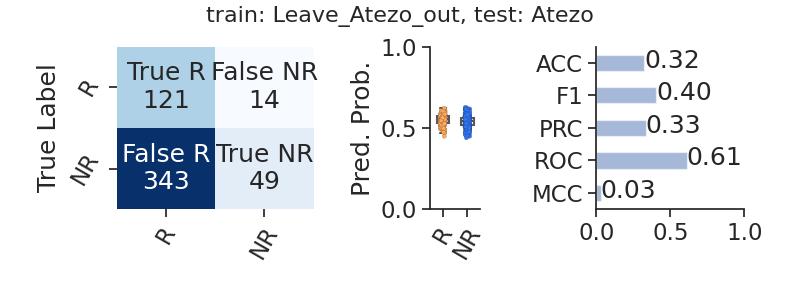 train: Leave_Atezo_out, test: Atezo
True Label
R
NR
True R
121
False NR
14
False R
343
True NR
49
R
NR
Pred. Prob.
1.0
0.5
0.0
R
NR
ACC
F1
PRC
ROC
MCC
0.32
0.40
0.33
0.61
0.03
0.0
0.5
1.0